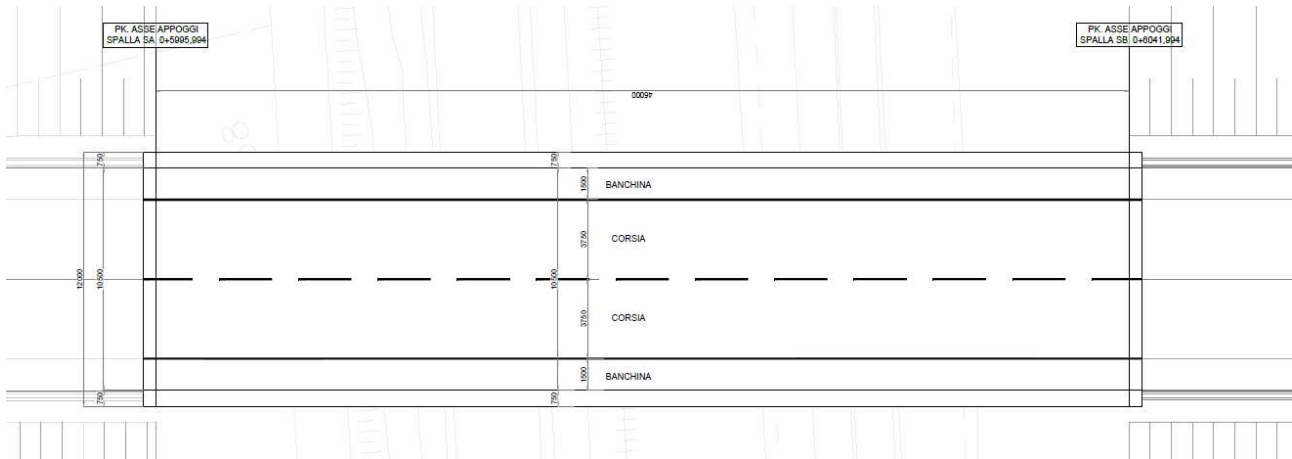 PK. ASSE APPOGGI
SPALLA SA 0+5995,994
PK. ASSE APPOGGI
SPALLA SB 0+6041,994
46000
750
750
1500
BANCHINA
3750
CORSIA
12000
10500
10500
3750
CORSIA
1500
BANCHINA
750
750